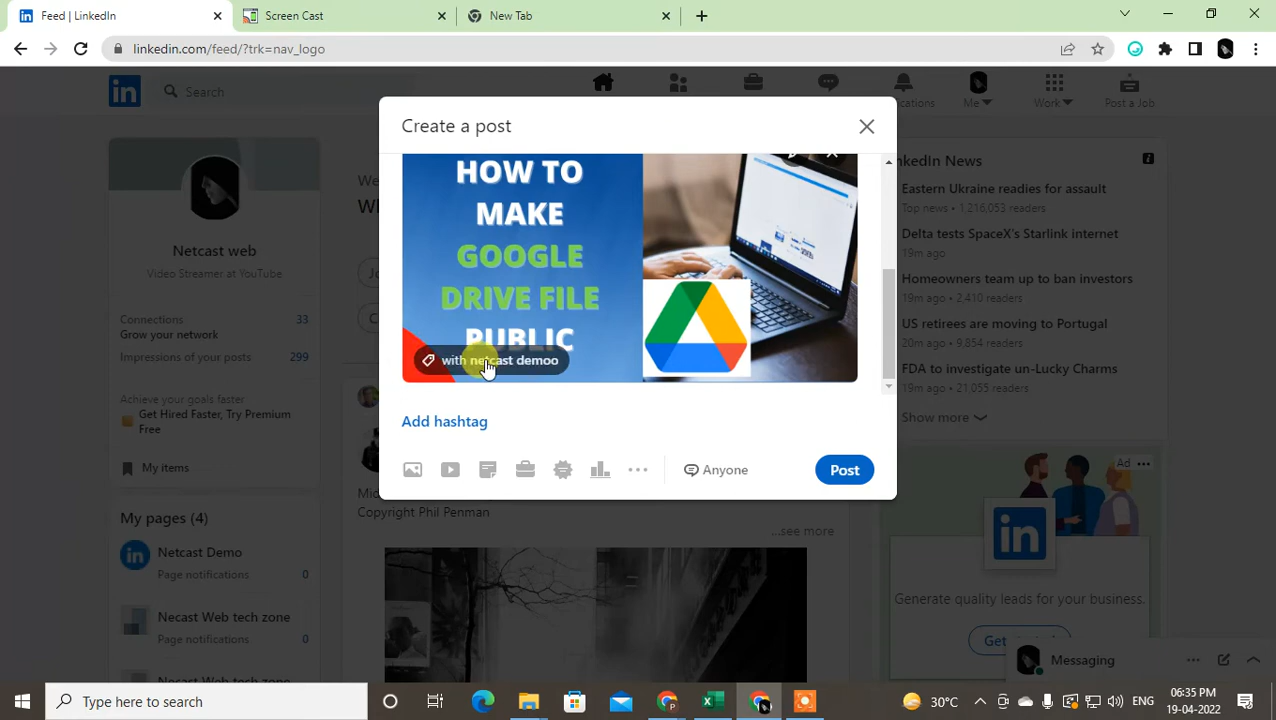 Feed | LinkedIn
Screen Cast
New Tab
linkedin.com/feed/?trk=nav_logo
in
Search
Me
Work
Post a Job
Create a post
HOW TO
MAKE
GOOGLE
DRIVE FILE
PUBLIC
with netcast demoo
Add hashtag
Anyone
Post
Netcast web
Video Streamer at YouTube
Connections 33
Grow your network
Impressions of your posts 299
Achieve your goals faster
Get Hired Faster, Try Premium
Free
My items
My pages (4)
Netcast Demo
Page notifications 0
Necast Web tech zone
Page notifications 0
We
Copyright Phil Penman
...see more
nkedIn News
Eastern Ukraine readies for assault
Top news • 1,216,053 readers
Delta tests SpaceX's Starlink internet
19m ago
Homeowners team up to ban investors
19m ago • 2,410 readers
US retirees are moving to Portugal
20m ago • 9,854 readers
FDA to investigate un-Lucky Charms
19m ago • 21,055 readers
Show more
Ad
in
Generate quality leads for your business.
Messaging
Type here to search
30°C
ENG
06:35 PM
19-04-2022